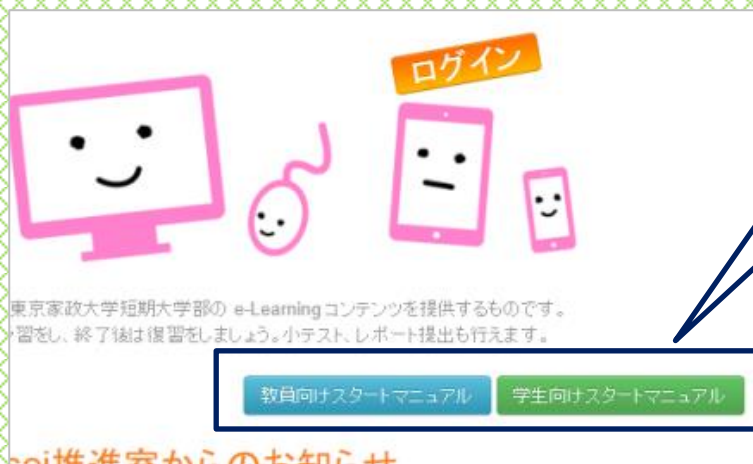 ログイン
東京家政大学短期大学部の e-Learningコンテンツを提供するものです。
習をし、終了後は復習をしましょう。小テスト、レポート提出も行えます。
教員向けスタートマニュアル 学生向けスタートマニュアル
sei推進室からのお知らせ